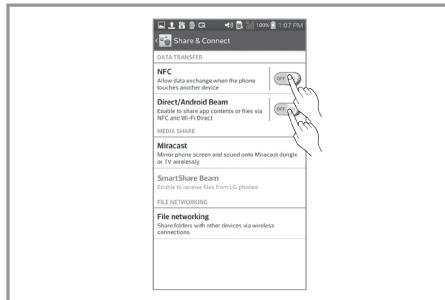 100% 1:07 PM
Share & Connect
DATA TRANSFER
NFC
Allow data exchange when the phone
touches another device
OFF
Direct/Android Beam
Enable to share app contents or files via
NFC and Wi-Fi Direct
OFF
MEDIA SHARE
Miracast
Mirror phone screen and sound onto Miracast dongle
or TV wirelessly
SmartShare Beam
Enable to receive files from LG phones
FILE NETWORKING
File networking
Share folders with other devices via wireless
connections